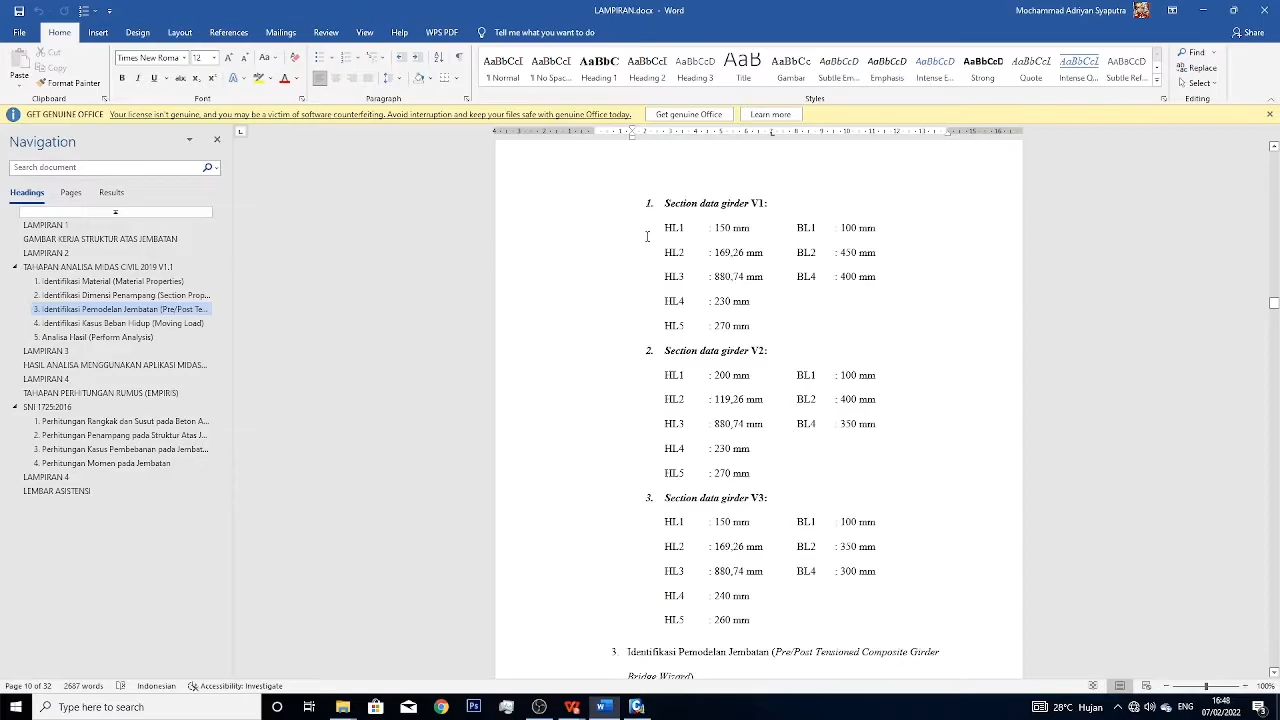 LAMPIRAN.docx - Word
Mochammad Adriyan Syaputra
File Home Insert Design Layout References Mailings Review View Help WPS PDF Tell me what you want to do Share
Paste
Cut
Copy
Format Painter
Clipboard
Times New Roma 12
Font
Paragraph
AaBbCcI AaBbCcI AaBbC AaBbCcI AaBbCcD AaB AaBbCc AaBbCcD AaBbCcD AaBbCcD AaBbCcD AaBbCcI AaBbCcI AABBCCD
¶ Normal ¶ No Spac... Heading 1 Heading 2 Heading 3 Title Gambar Subtle Em... Emphasis Intense E... Strong Quote Intense Q... Subtle Ref...
Styles
Find
Replace
Select
Editing
GET GENUINE OFFICE Your license isn't genuine, and you may be a victim of software counterfeiting. Avoid interruption and keep your files safe with genuine Office today. Get genuine Office Learn more
Navigation
Search document
Headings Pages Results
LAMPIRAN 1
GAMBAR KERJA STRUKTUR ATAS JEMBATAN
LAMPIRAN 2
TAHAPAN ANALISA MIDAS CIVIL 2019 V1.1
1. Identifikasi Material (Material Properties)
2. Identifikasi Dimensi Penampang (Section Prop...
3. Identifikasi Pemodelan Jembatan (Pre/Post Te...
4. Identifikasi Kasus Beban Hidup (Moving Load)
5. Analisa Hasil (Perform Analysis)
LAMPIRAN 3
HASIL ANALISA MENGGUNAKAN APLIKASI MIDAS...
LAMPIRAN 4
TAHAPAN PERHITUNGAN RUMUS (EMPIRIS)
SNI 1725:2016
1. Perhitungan Rangkak dan Susut pada Beton A...
2. Perhitungan Penampang pada Struktur Atas J...
3. Perhitungan Kasus Pembebanan pada Jembat...
4. Perhitungan Momen pada Jembatan
LAMPIRAN 4
LEMBAR ASISTENSI
1. Section data girder V1:
HL1 : 150 mm BL1 : 100 mm
HL2 : 169,26 mm BL2 : 450 mm
HL3 : 880,74 mm BL4 : 400 mm
HL4 : 230 mm
HL5 : 270 mm
2. Section data girder V2:
HL1 : 200 mm BL1 : 100 mm
HL2 : 119,26 mm BL2 : 400 mm
HL3 : 880,74 mm BL4 : 350 mm
HL4 : 230 mm
HL5 : 270 mm
3. Section data girder V3:
HL1 : 150 mm BL1 : 100 mm
HL2 : 169,26 mm BL2 : 350 mm
HL3 : 880,74 mm BL4 : 300 mm
HL4 : 240 mm
HL5 : 260 mm
3. Identifikasi Pemodelan Jembatan (Pre/Post Tensioned Composite Girder
Bridge Wizard)
Page 10 of 32 2687 words Indonesian Accessibility: Investigate 100%
Type here to search
28°C Hujan
ENG
16:48
07/02/2022